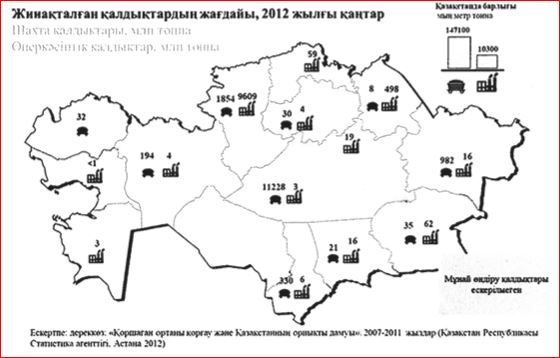 Жинақталған қалдықтардың жағдайы, 2012 жылғы қаңтар
Шахта қалдықтары, млн тонна
Өнеркәсіптік қалдықтар, млн тонна
Қазақстанда барлығы
мың метр тонна
147100
10300
59
1854 9609
8 498
30 4
32
19
<1
194 4
982 16
11228 3
35 62
3
21 16
330 6
Мұнай өндіру қалдықтары
ескерілмеген
Ескертпе: дереккөз: «Қоршаған ортаны қорғау және Қазақстанның орнықты дамуы». 2007-2011 жылдар (Қазақстан Республикасы
Статистика агенттігі. Астана 2012)